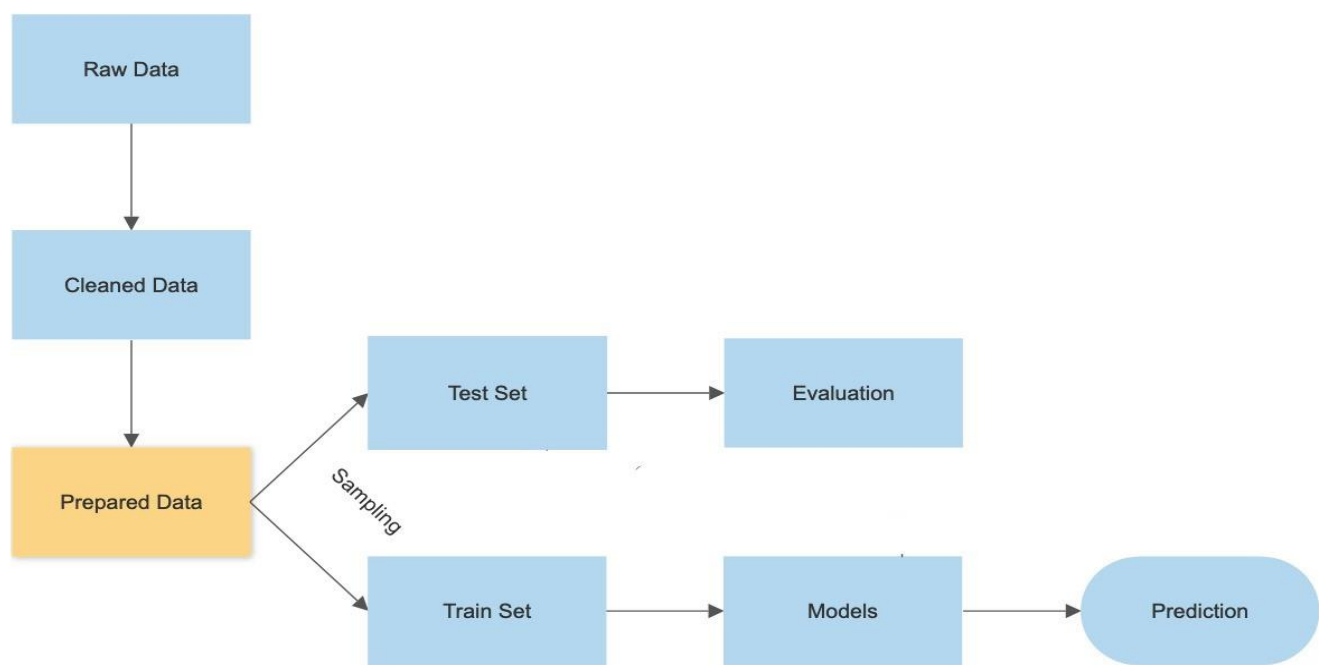 Raw Data
Cleaned Data
Test Set
Evaluation
Prepared Data
Sampling
Train Set
Models
Prediction